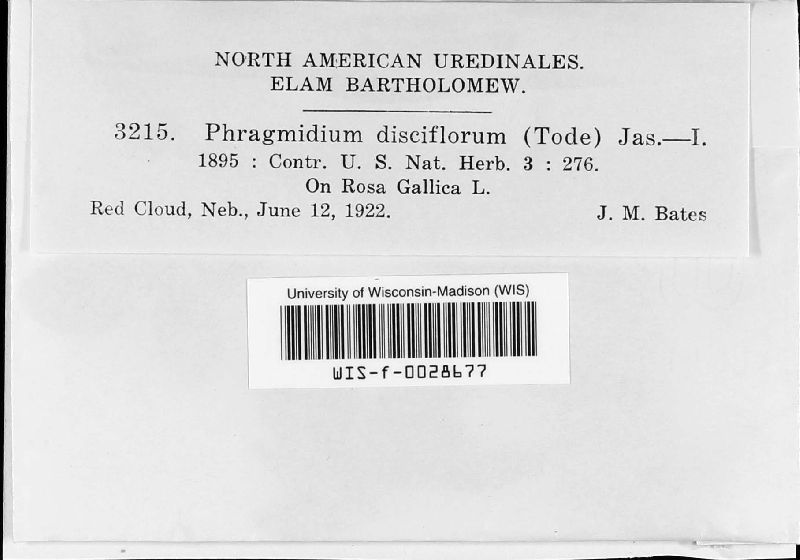 NORTH AMERICAN UREDINALES.
ELAM BARTHOLOMEW.
3215. Phragmidium disciflorum (Tode) Jas.—I.
1895 : Contr. U. S. Nat. Herb. 3 : 276.
On Rosa Gallica L.
Red Cloud, Neb., June 12, 1922. J. M. Bates
University of Wisconsin-Madison (WIS)
WIS-f-0028677